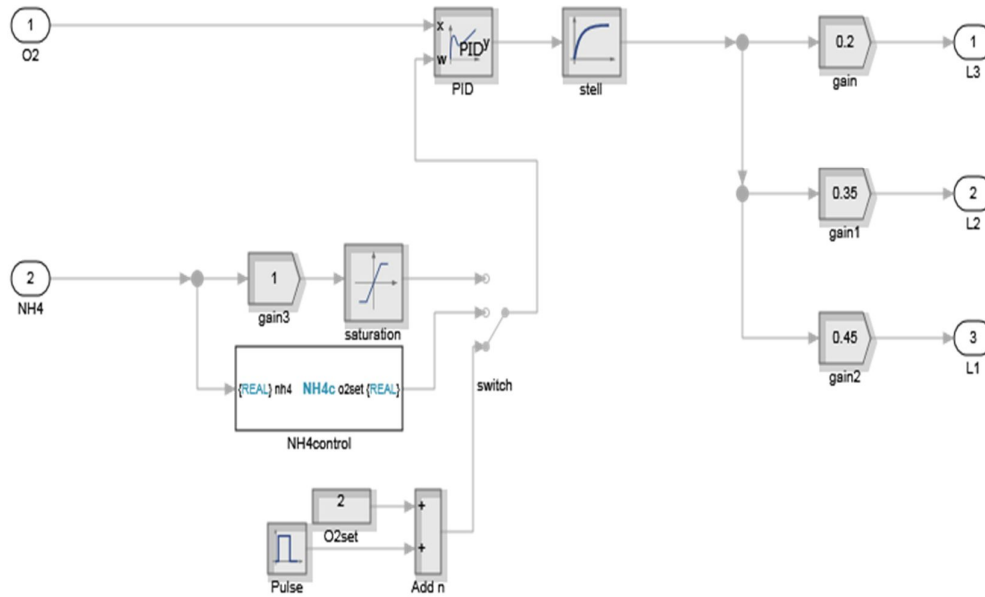 1
O2
x
w
PID
y
PID
stell
0.2
gain
1
L3
0.35
gain1
2
L2
2
NH4
1
gain3
saturation
{REAL} nh4 NH4c o2set {REAL}
NH4control
switch
0.45
gain2
3
L1
2
O2set
Pulse
+
+
Add n